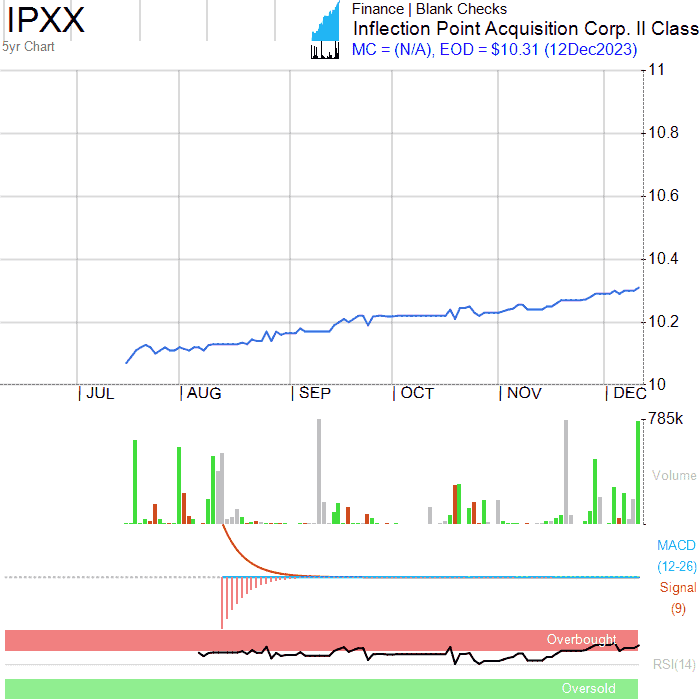 IPXX
5yr Chart
Finance | Blank Checks
Inflection Point Acquisition Corp. II Class
MC = (N/A), EOD = $10.31 (12Dec2023)
11
10.8
10.6
10.4
10.2
10
JUL AUG SEP OCT NOV DEC
785k
Volume
MACD
(12-26)
Signal
(9)
Overbought
RSI(14)
Oversold